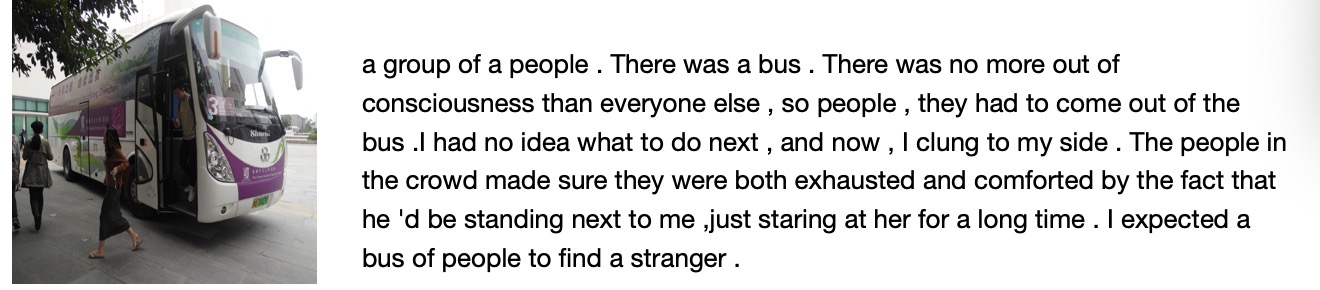 3
Shenlong
a group of a people . There was a bus . There was no more out of
consciousness than everyone else , so people , they had to come out of the
bus .I had no idea what to do next , and now , I clung to my side . The people in
the crowd made sure they were both exhausted and comforted by the fact that
he 'd be standing next to me ,just staring at her for a long time . I expected a
bus of people to find a stranger .